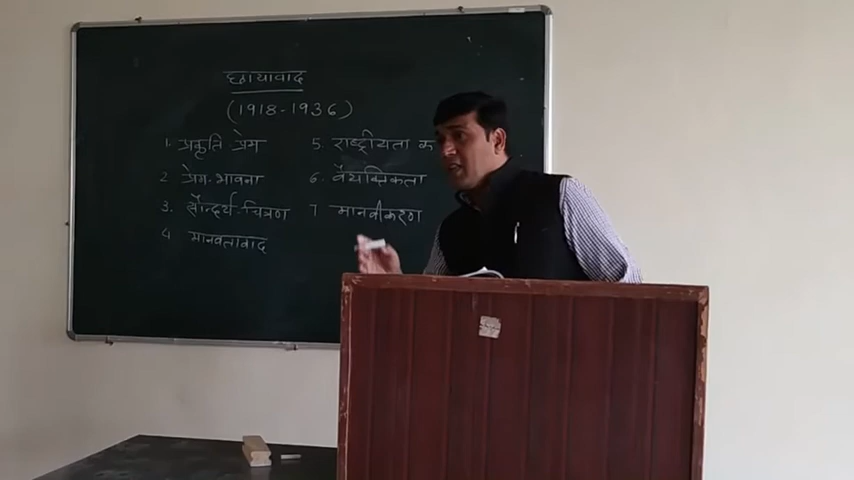 छायावाद
(1918-1936)
1. प्रकृति प्रेम
2. प्रेम-भावना
3. सौन्दर्य-चित्रण
4. मानवतावाद
5. राष्ट्रीयता क
6. वैयक्तिकता
7 मानवीकरण